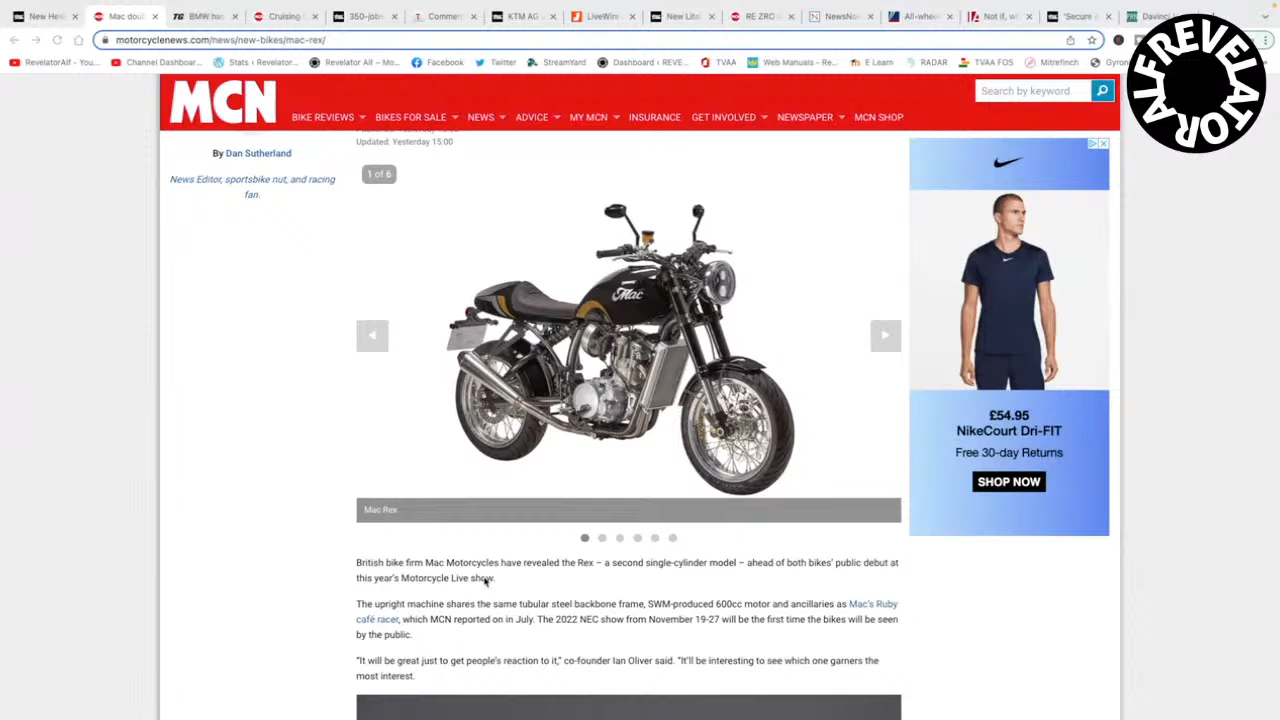 New Heri
Mac doub
BMW has
Cruising f
350-jobs
Commerc
KTM AG
LiveWire
New Lite
RE ZRO
NewsNo
All-whee
Not if, w
"Secure a
Davinci
motorcyclenews.com/news/new-bikes/mac-rex/
RevelatorAlf - You...
Channel Dashboar...
Stats ‹ Revelator...
Revelator Alf – Mo...
Facebook
Twitter
StreamYard
Dashboard ‹ REVE...
TVAA
Web Manuals - Re...
E Learn
RADAR
TVAA FOS
Mitrefinch
Gyron
REVELATOR ALF
MCN
Search by keyword
BIKE REVIEWS
BIKES FOR SALE
NEWS
ADVICE
MY MCN
INSURANCE
GET INVOLVED
NEWSPAPER
MCN SHOP
Updated: Yesterday 15:00
By Dan Sutherland
News Editor, sportsbike nut, and racing
fan.
1 of 6
Mac
Mac Rex
£54.95
NikeCourt Dri-FIT
Free 30-day Returns
SHOP NOW
British bike firm Mac Motorcycles have revealed the Rex – a second single-cylinder model – ahead of both bikes' public debut at
this year's Motorcycle Live show.
The upright machine shares the same tubular steel backbone frame, SWM-produced 600cc motor and ancillaries as Mac's Ruby
café racer, which MCN reported on in July. The 2022 NEC show from November 19-27 will be the first time the bikes will be seen
by the public.
"It will be great just to get people's reaction to it," co-founder Ian Oliver said. "It'll be interesting to see which one garners the
most interest.